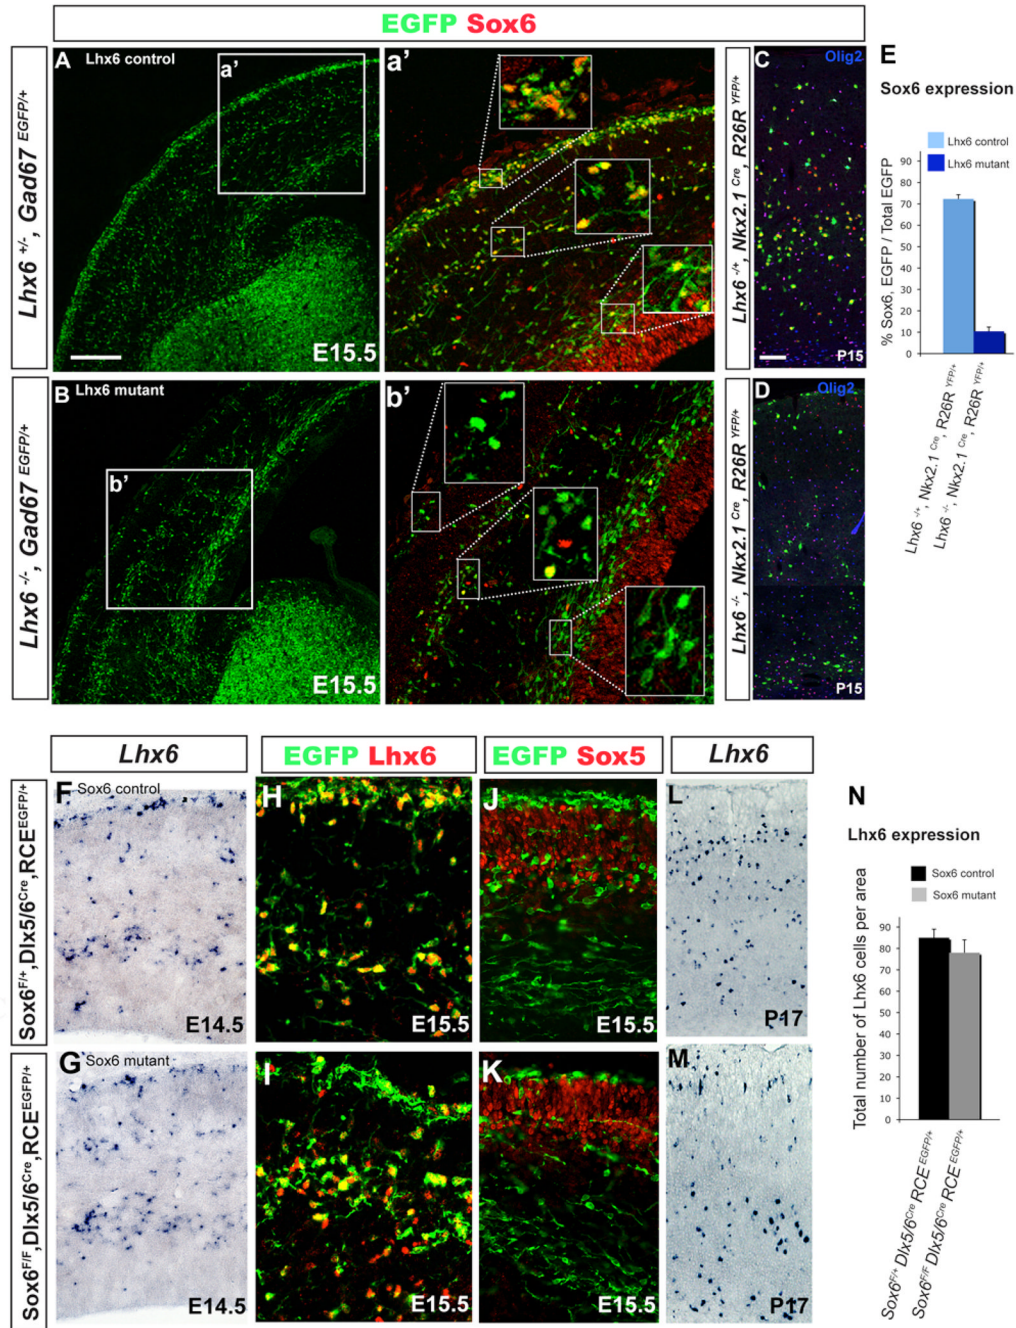 EGFP Sox6
A Lhx6 control
a'
E15.5
Lhx6 +/-, Gad67 EGFP/+
a'
C
Olig2
P15
Lhx6 -/+, Nkx2.1 Cre, R26R YFP/+
E
Sox6 expression
Lhx6 control
Lhx6 mutant
% Sox6, EGFP / Total EGFP
90
80
70
60
50
40
30
20
10
0
Lhx6 -/+, Nkx2.1 Cre, R26R YFP/+
Lhx6 -/-, Nkx2.1 Cre, R26R YFP/+
B Lhx6 mutant
b'
E15.5
Lhx6 -/-, Gad67 EGFP/+
b'
D
Olig2
P15
Lhx6 -/-, Nkx2.1 Cre, R26R YFP/+
Lhx6
EGFP Lhx6
EGFP Sox5
Lhx6
F Sox6 control
E14.5
Sox6F/+,Dlx5/6Cre,RCEEGFP/+
H
E15.5
J
E15.5
L
P17
G Sox6 mutant
E14.5
Sox6F/F,Dlx5/6Cre,RCEEGFP/+
I
E15.5
K
E15.5
M
P17
N
Lhx6 expression
Sox6 control
Sox6 mutant
Total number of Lhx6 cells per area
90
80
70
60
50
40
30
20
10
0
Sox6F/+ Dlx5/6Cre RCE EGFP/+
Sox6F/F Dlx5/6Cre RCE EGFP/+